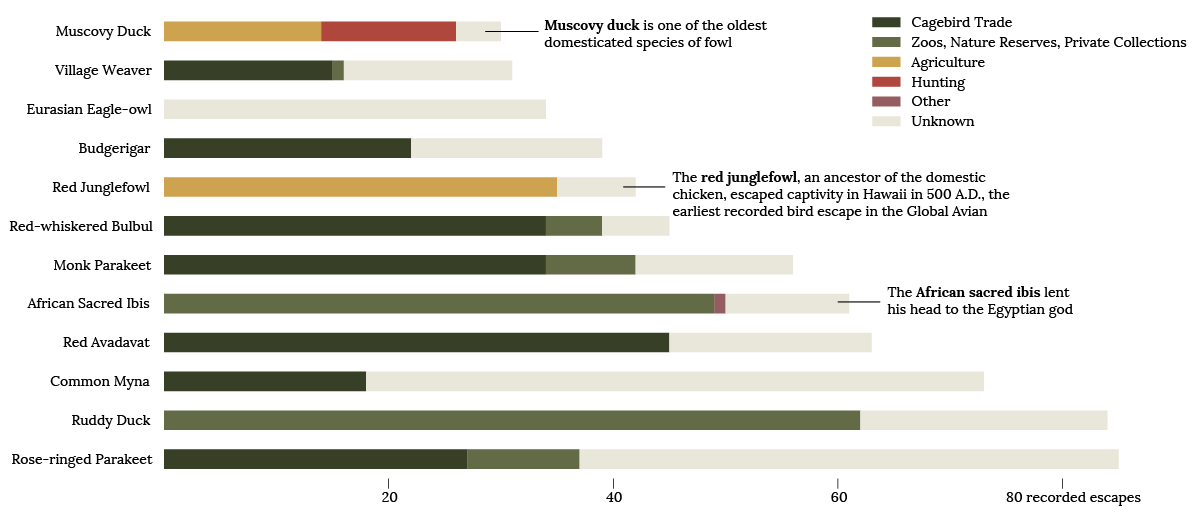 Muscovy Duck
Muscovy duck is one of the oldest
domesticated species of fowl
Cagebird Trade
Zoos, Nature Reserves, Private Collections
Agriculture
Hunting
Other
Unknown
Village Weaver
Eurasian Eagle-owl
Budgerigar
Red Junglefowl
The red junglefowl, an ancestor of the domestic
chicken, escaped captivity in Hawaii in 500 A.D., the
earliest recorded bird escape in the Global Avian
Red-whiskered Bulbul
Monk Parakeet
African Sacred Ibis
The African sacred ibis lent
his head to the Egyptian god
Red Avadavat
Common Myna
Ruddy Duck
Rose-ringed Parakeet
20 40 60 80 recorded escapes